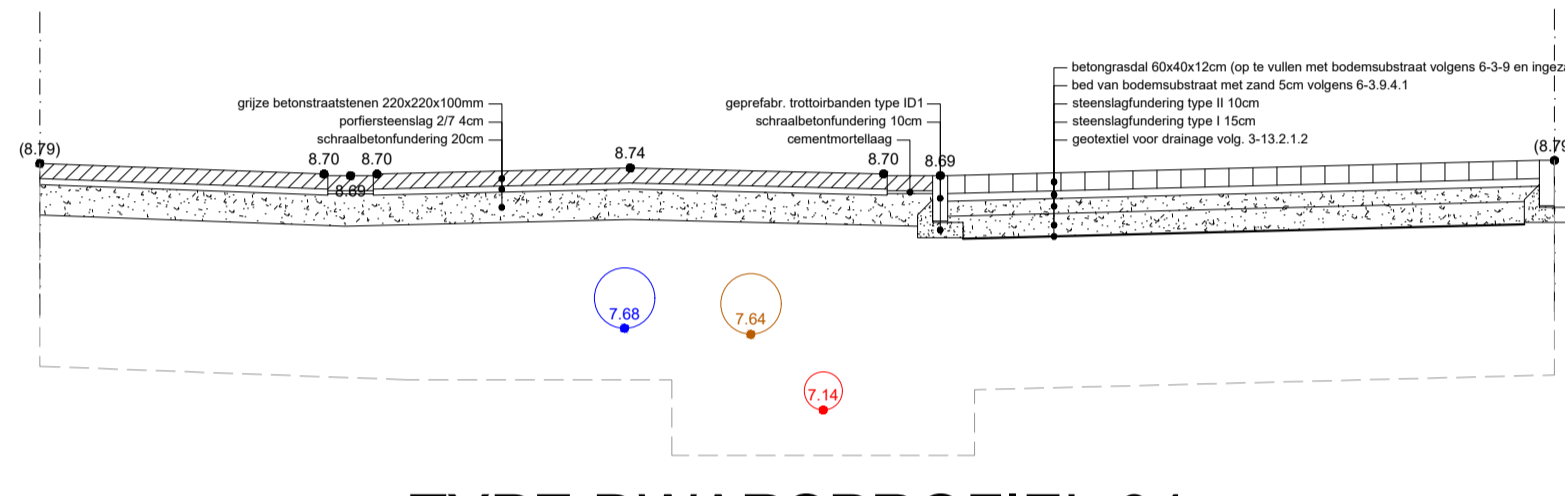 betongrasdal 60x40x12cm (op te vullen met bodemsubstraat volgens 6-3-9 en
bed van bodemsubstraat met zand 5cm volgens 6-3.9.4.1
grijze betonstraatstenen 220x220x100mm
geprefabr. trottoirbanden type ID1
steenslagfundering type II 10cm
porfiersteenslag 2/7 4cm
schraalbetonfundering 10cm
steenslagfundering type I 15cm
schraalbetonfundering 20cm
cementmortellaag
geotextiel voor drainage volg. 3-13.2.1.2
(8.79)
8.70
8.70
8.74
8.70
8.69
(8.79
8.69
7.68
7.64
7.14